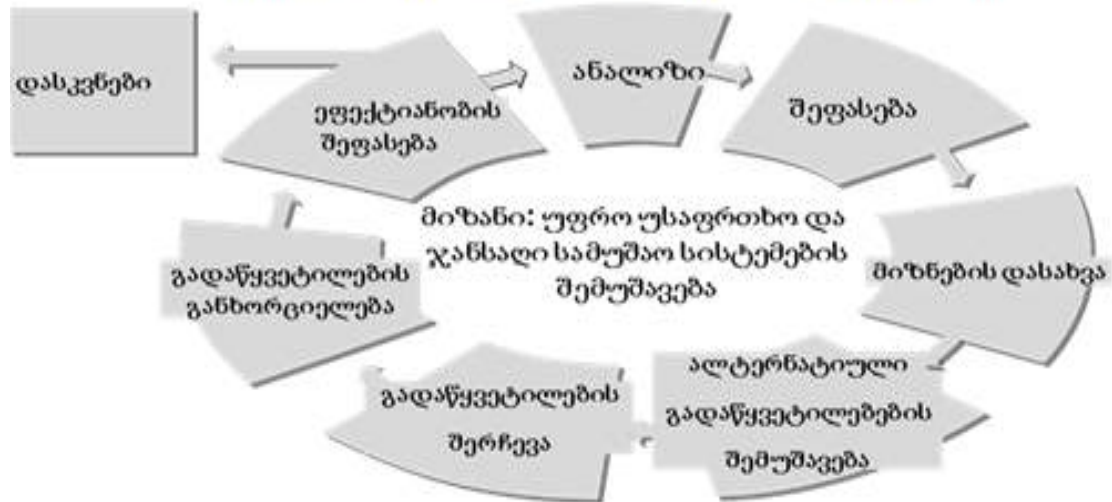 დასკვნები
ეფექტიანობის
შეფასება
ანალიზი
შეფასება
მიზანი: უფრო უსაფრთხო და
ჯანსაღი სამუშაო სისტემების
შემუშავება
მიზნების დასახვა
გადაწყვეტილების
განხორციელება
გადაწყვეტილების
შერჩევა
ალტერნატიული
გადაწყვეტილებების
შემუშავება